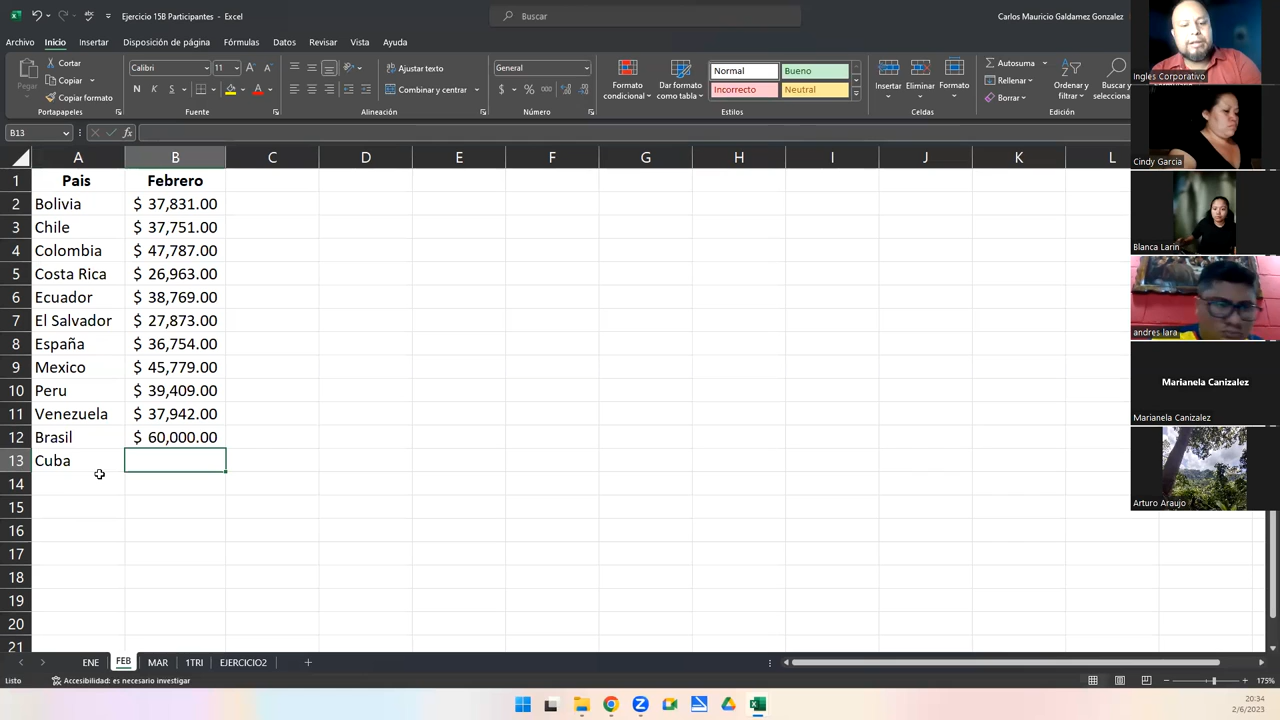 Ejercicio 15B Participantes - Excel
Buscar
Carlos Mauricio Galdamez Gonzalez
Archivo Inicio Insertar Disposición de página Fórmulas Datos Revisar Vista Ayuda
Cortar
Copiar
Copiar formato
Pegar
Portapapeles
Calibri 11
N K S
Fuente
Ajustar texto
Combinar y
Alineación
General
$ % 000
Número
Formato condicional
Dar formato como tabla
Normal Bueno
Incorrecto Neutral
Estilos
Insertar Eliminar Formato
Celdas
Autosuma
Rellenar
Borrar
Ordenar y filtrar
Buscar y
selecciona
Edición
B13
fx
A B C D E F G H I J K L
1 Pais Febrero
2 Bolivia $ 37,831.00
3 Chile $ 37,751.00
4 Colombia $ 47,787.00
5 Costa Rica $ 26,963.00
6 Ecuador $ 38,769.00
7 El Salvador $ 27,873.00
8 España $ 36,754.00
9 Mexico $ 45,779.00
10 Peru $ 39,409.00
11 Venezuela $ 37,942.00
12 Brasil $ 60,000.00
13 Cuba
14
15
16
17
18
19
20
21
Ingles Corporativo
Cindy Garcia
Blanca Larin
andres lara
Marianela Canizalez
Marianela Canizalez
Arturo Araujo
ENE FEB MAR 1TRI EJERCICIO2
Listo
Accesibilidad: es necesario investigar
175%
20:34
2/6/2023